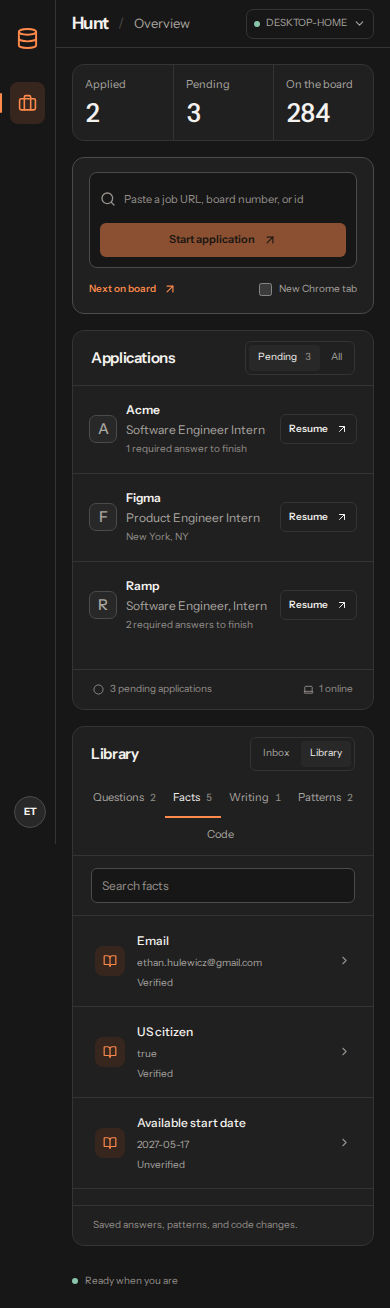 Hunt / Overview
DESKTOP-HOME
Applied
2
Pending
3
On the board
284
Paste a job URL, board number, or id
Start application
Next on board
New Chrome tab
Applications
Pending 3
All
A
Acme
Software Engineer Intern
1 required answer to finish
Resume
F
Figma
Product Engineer Intern
New York, NY
Resume
R
Ramp
Software Engineer, Intern
2 required answers to finish
Resume
3 pending applications
1 online
Library
Inbox
Library
Questions 2
Facts 5
Writing 1
Patterns 2
Code
Search facts
Email
ethan.hulewicz@gmail.com
Verified
US citizen
true
Verified
Available start date
2027-05-17
Unverified
Saved answers, patterns, and code changes.
ET
Ready when you are